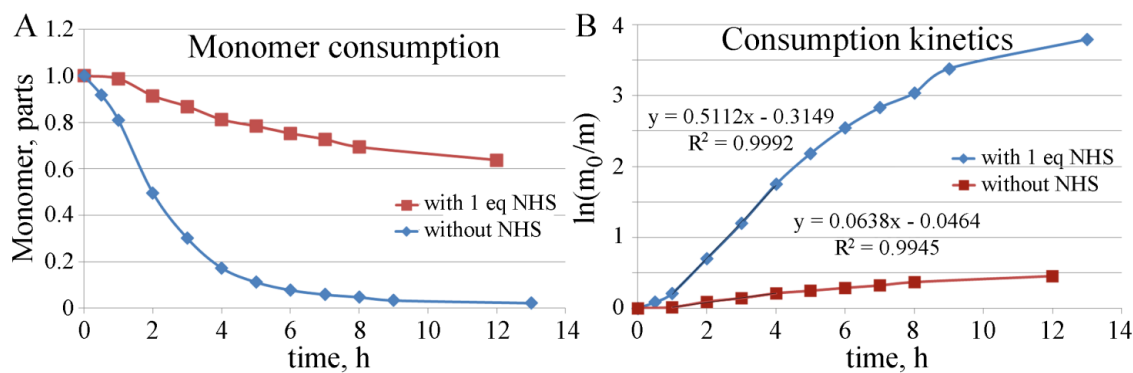 A
Monomer consumption
Monomer, parts
1.2
1.0
0.8
0.6
0.4
0.2
0
with 1 eq NHS
without NHS
0 2 4 6 8 10 12 14
time, h
B
Consumption kinetics
ln(m₀/m)
4
3
2
1
0
y = 0.5112x - 0.3149
R² = 0.9992
with 1 eq NHS
without NHS
y = 0.0638x - 0.0464
R² = 0.9945
0 2 4 6 8 10 12 14
time, h